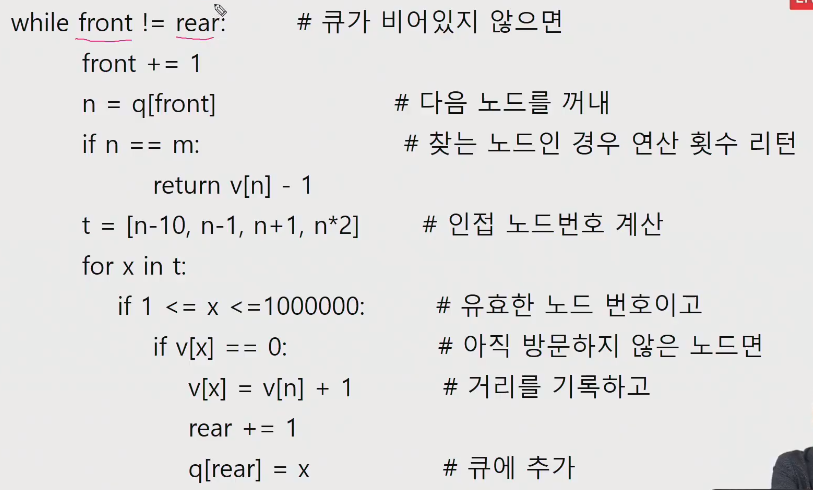 while front != rear: # 큐가 비어있지 않으면
front += 1
n = q[front] # 다음 노드를 꺼내
if n == m: # 찾는 노드인 경우 연산 횟수 리턴
return v[n] - 1
t = [n-10, n-1, n+1, n*2] # 인접 노드번호 계산
for x in t:
if 1 <= x <=1000000: # 유효한 노드 번호이고
if v[x] == 0: # 아직 방문하지 않은 노드면
v[x] = v[n] + 1 # 거리를 기록하고
rear += 1
q[rear] = x # 큐에 추가